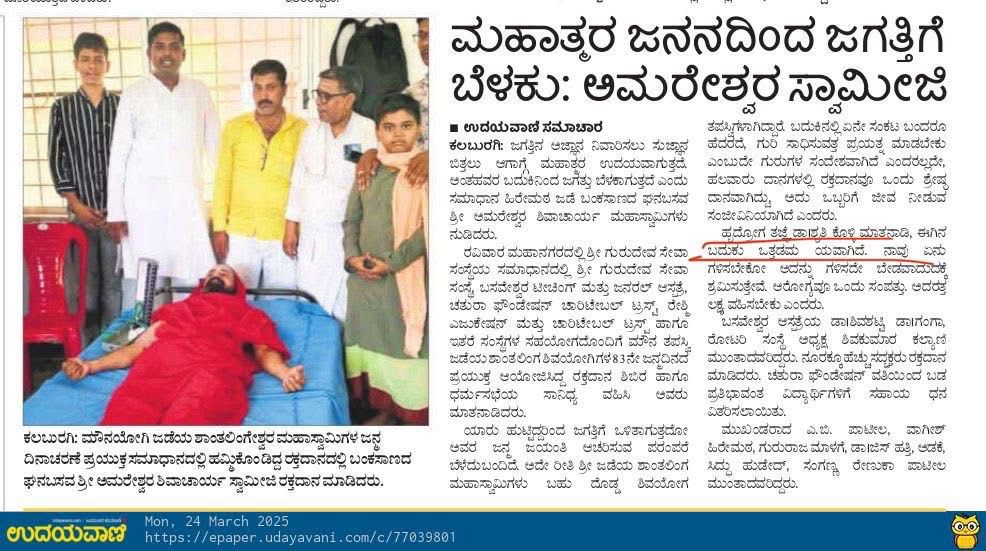 ಮಹಾತ್ಮರ ಜನನದಿಂದ ಜಗತ್ತಿಗೆ
ಬೆಳಕು: ಅಮರೇಶ್ವರ ಸ್ವಾಮೀಜಿ
■ ಉದಯವಾಣಿ ಸಮಾಚಾರ
ಕಲಬುರಗಿ: ಜಗತ್ತಿನ ಅಜ್ಞಾನ ನಿವಾರಿಸಲು ಸುಜ್ಞಾನ
ಬಿತ್ತಲು ಆಗಾಗ್ಗೆ ಮಹಾತ್ಮರ ಉದಯವಾಗುತ್ತದೆ.
ಅಂತಹವರ ಬದುಕಿನಿಂದ ಜಗತ್ತು ಬೆಳಕಾಗುತ್ತದೆ ಎಂದು
ಸಮಾಧಾನ ಹಿರೇಮಠ ಜಡೆ ಬಂಕಸಾಣದ ಘನಬಸವ
ಶ್ರೀ ಅಮರೇಶ್ವರ ಶಿವಾಚಾರ್ಯ ಮಹಾಸ್ವಾಮಿಗಳು
ನುಡಿದರು.
ರವಿವಾರ ಮಹಾನಗರದಲ್ಲಿ ಶ್ರೀ ಗುರುದೇವ ಸೇವಾ
ಸಂಸ್ಥೆಯ ಸಮಾಧಾನದಲ್ಲಿ ಶ್ರೀ ಗುರುದೇವ ಸೇವಾ
ಸಂಸ್ಥೆ, ಬಸವೇಶ್ವರ ಟೀಚಿಂಗ್ ಮತ್ತು ಜನರಲ್ ಆಸ್ಪತ್ರೆ,
ಚತುರಾ ಫೌಂಡೇಷನ್ ಚಾರಿಟೇಬಲ್ ಟ್ರಸ್ಟ್, ರೇಶ್ಮಿ
ಎಜುಕೇಷನ್ ಮತ್ತು ಚಾರಿಟೇಬಲ್ ಟ್ರಸ್ಟ್ ಹಾಗೂ
ಇತರೆ ಸಂಸ್ಥೆಗಳ ಸಹಯೋಗದೊಂದಿಗೆ ಮೌನ ತಪಸ್ವಿ
ಜಡೆಯ ಶಾಂತಲಿಂಗ ಶಿವಯೋಗಿಗಳ 83ನೇ ಜನ್ಮದಿನದ
ಪ್ರಯುಕ್ತ ಆಯೋಜಿಸಿದ್ದ ರಕ್ತದಾನ ಶಿಬಿರ ಹಾಗೂ
ಧರ್ಮಸಭೆಯ ಸಾನಿಧ್ಯ ವಹಿಸಿ ಅವರು
ಮಾತನಾಡಿದರು.
ಯಾರು ಹುಟ್ಟಿದ್ದರಿಂದ ಜಗತ್ತಿಗೆ ಒಳಿತಾಗುತ್ತದೋ
ಅವರ ಜನ್ಮ ಜಯಂತಿ ಆಚರಿಸುವ ಪರಂಪರೆ
ಬೆಳೆದುಬಂದಿದೆ. ಅದೇ ರೀತಿ ಶ್ರೀ ಜಡೆಯ ಶಾಂತಲಿಂಗ
ಮಹಾಸ್ವಾಮಿಗಳು ಬಹು ದೊಡ್ಡ ಶಿವಯೋಗ
ತಪಸ್ವಿಗಳಾಗಿದ್ದಾರೆ. ಬದುಕಿನಲ್ಲಿ ಏನೇ ಸಂಕಟ ಬಂದರೂ
ಹೆದರದೆ, ಗುರಿ ಸಾಧಿಸುವತ್ತ ಪ್ರಯತ್ನ ಮಾಡಬೇಕು
ಎಂಬುದೇ ಗುರುಗಳ ಸಂದೇಶವಾಗಿದೆ ಎಂದರಲ್ಲದೇ,
ಹಲವಾರು ದಾನಗಳಲ್ಲಿ ರಕ್ತದಾನವೂ ಒಂದು ಶ್ರೇಷ್ಠ
ದಾನವಾಗಿದ್ದು, ಅದು ಒಬ್ಬರಿಗೆ ಜೀವ ನೀಡುವ
ಸಂಜೀವಿನಿಯಾಗಿದೆ ಎಂದರು.
ಹೃದ್ರೋಗ ತಜ್ಞೆ ಡಾ|ಶೃತಿ ಕೊಳ್ಳಿ ಮಾತನಾಡಿ, ಈಗಿನ
ಬದುಕು ಒತ್ತಡಮ ಯವಾಗಿದೆ. ನಾವು ಏನು
ಗಳಿಸಬೇಕೋ ಅದನ್ನು ಗಳಿಸದೇ ಬೇಡವಾದುದಕ್ಕೆ
ಶ್ರಮಿಸುತ್ತೇವೆ. ಆರೋಗ್ಯವೂ ಒಂದು ಸಂಪತ್ತು. ಅದರತ್ತ
ಲಕ್ಷ್ಯ ವಹಿಸಬೇಕು ಎಂದರು.
ಬಸವೇಶ್ವರ ಆಸ್ಪತ್ರೆಯ ಡಾ|ಶಿವಶಟ್ಟಿ, ಡಾ|ಗಂಗಾ,
ರೋಟರಿ ಸಂಸ್ಥೆ ಅಧ್ಯಕ್ಷ ಶಿವಕುಮಾರ ಕಲ್ಯಾಣಿ
ಮುಂತಾದವರಿದ್ದರು. ನೂರಕ್ಕೂ ಹೆಚ್ಚು ಸದ್ಭಕ್ತರು ರಕ್ತದಾನ
ಮಾಡಿದರು. ಚತುರಾ ಫೌಂಡೇಷನ್ ವತಿಯಿಂದ ಬಡ
ಪ್ರತಿಭಾವಂತ ವಿದ್ಯಾರ್ಥಿಗಳಿಗೆ ಸಹಾಯ ಧನ
ವಿತರಿಸಲಾಯಿತು.
ಮುಖಂಡರಾದ ಎ.ಬಿ. ಪಾಟೀಲ, ವಾಗೀಶ್
ಹಿರೇಮಠ, ಗುರುರಾಜ ಮಾಳಗೆ, ಡಾ|ಜಿಸ್ ಹತ್ತಿ, ಅಡಕೆ,
ಸಿದ್ದು ಹುಡೇದ್, ಸಂಗಣ್ಣ, ರೇಣುಕಾ ಪಾಟೀಲ
ಮುಂತಾದವರಿದ್ದರು.
ಕಲಬುರಗಿ: ಮೌನಯೋಗಿ ಜಡೆಯ ಶಾಂತಲಿಂಗೇಶ್ವರ ಮಹಾಸ್ವಾಮಿಗಳ ಜನ್ಮ
ದಿನಾಚರಣೆ ಪ್ರಯುಕ್ತ ಸಮಾಧಾನದಲ್ಲಿ ಹಮ್ಮಿಕೊಂಡಿದ್ದ ರಕ್ತದಾನದಲ್ಲಿ ಬಂಕಸಾಣದ
ಘನಬಸವ ಶ್ರೀ ಅಮರೇಶ್ವರ ಶಿವಾಚಾರ್ಯ ಸ್ವಾಮೀಜಿ ರಕ್ತದಾನ ಮಾಡಿದರು.
ಉದಯವಾಣಿ
Mon, 24 March 2025
https://epaper.udayavani.com/c/77039801